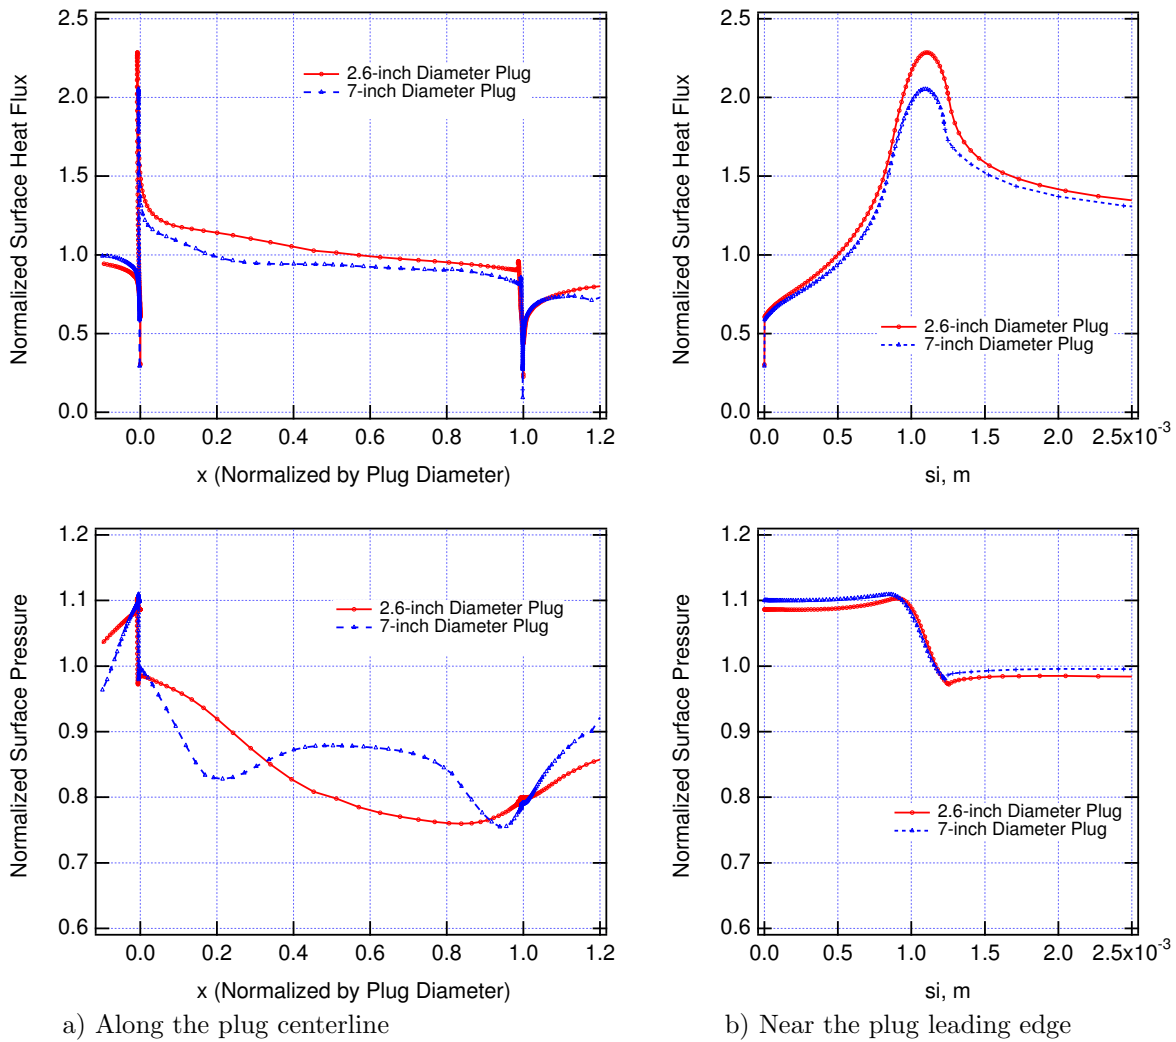 2.5
2.0
1.5
1.0
0.5
0.0
Normalized Surface Heat Flux
2.6-inch Diameter Plug
7-inch Diameter Plug
0.0 0.2 0.4 0.6 0.8 1.0 1.2
x (Normalized by Plug Diameter)
2.5
2.0
1.5
1.0
0.5
0.0
Normalized Surface Heat Flux
2.6-inch Diameter Plug
7-inch Diameter Plug
0.0 0.5 1.0 1.5 2.0 2.5x10-3
si, m
1.2
1.1
1.0
0.9
0.8
0.7
0.6
Normalized Surface Pressure
2.6-inch Diameter Plug
7-inch Diameter Plug
0.0 0.2 0.4 0.6 0.8 1.0 1.2
x (Normalized by Plug Diameter)
a) Along the plug centerline
1.2
1.1
1.0
0.9
0.8
0.7
0.6
Normalized Surface Pressure
2.6-inch Diameter Plug
7-inch Diameter Plug
0.0 0.5 1.0 1.5 2.0 2.5x10-3
si, m
b) Near the plug leading edge